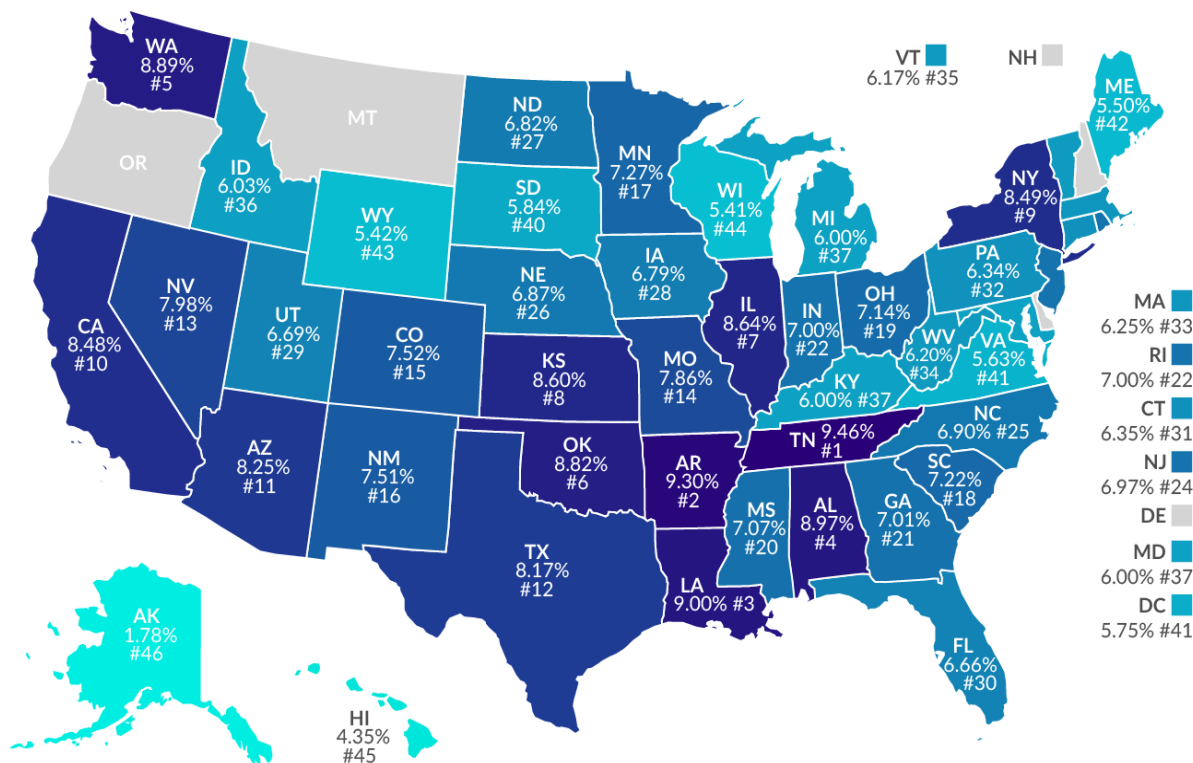 WA
8.89%
#5
OR
MT
ID
6.03%
#36
WY
5.42%
#43
ND
6.82%
#27
SD
5.84%
#40
NE
6.87%
#26
MN
7.27%
#17
IA
6.79%
#28
WI
5.41%
#44
MI
6.00%
#37
VT
6.17% #35
NH
ME
5.50%
#42
NY
8.49%
#9
PA
6.34%
#32
CA
8.48%
#10
NV
7.98%
#13
UT
6.69%
#29
CO
7.52%
#15
KS
8.60%
#8
MO
7.86%
#14
IL
8.64%
#7
IN
7.00%
#22
OH
7.14%
#19
WV
6.20%
#34
VA
5.63%
#41
KY
6.00% #37
NC
6.90% #25
TN 9.46%
#1
SC
7.22%
#18
AZ
8.25%
#11
NM
7.51%
#16
OK
8.82%
#6
AR
9.30%
#2
MS
7.07%
#20
AL
8.97%
#4
GA
7.01%
#21
TX
8.17%
#12
LA
9.00% #3
FL
6.66%
#30
AK
1.78%
#46
HI
4.35%
#45
MA
6.25% #33
RI
7.00% #22
CT
6.35% #31
NJ
6.97% #24
DE
MD
6.00% #37
DC
5.75% #41